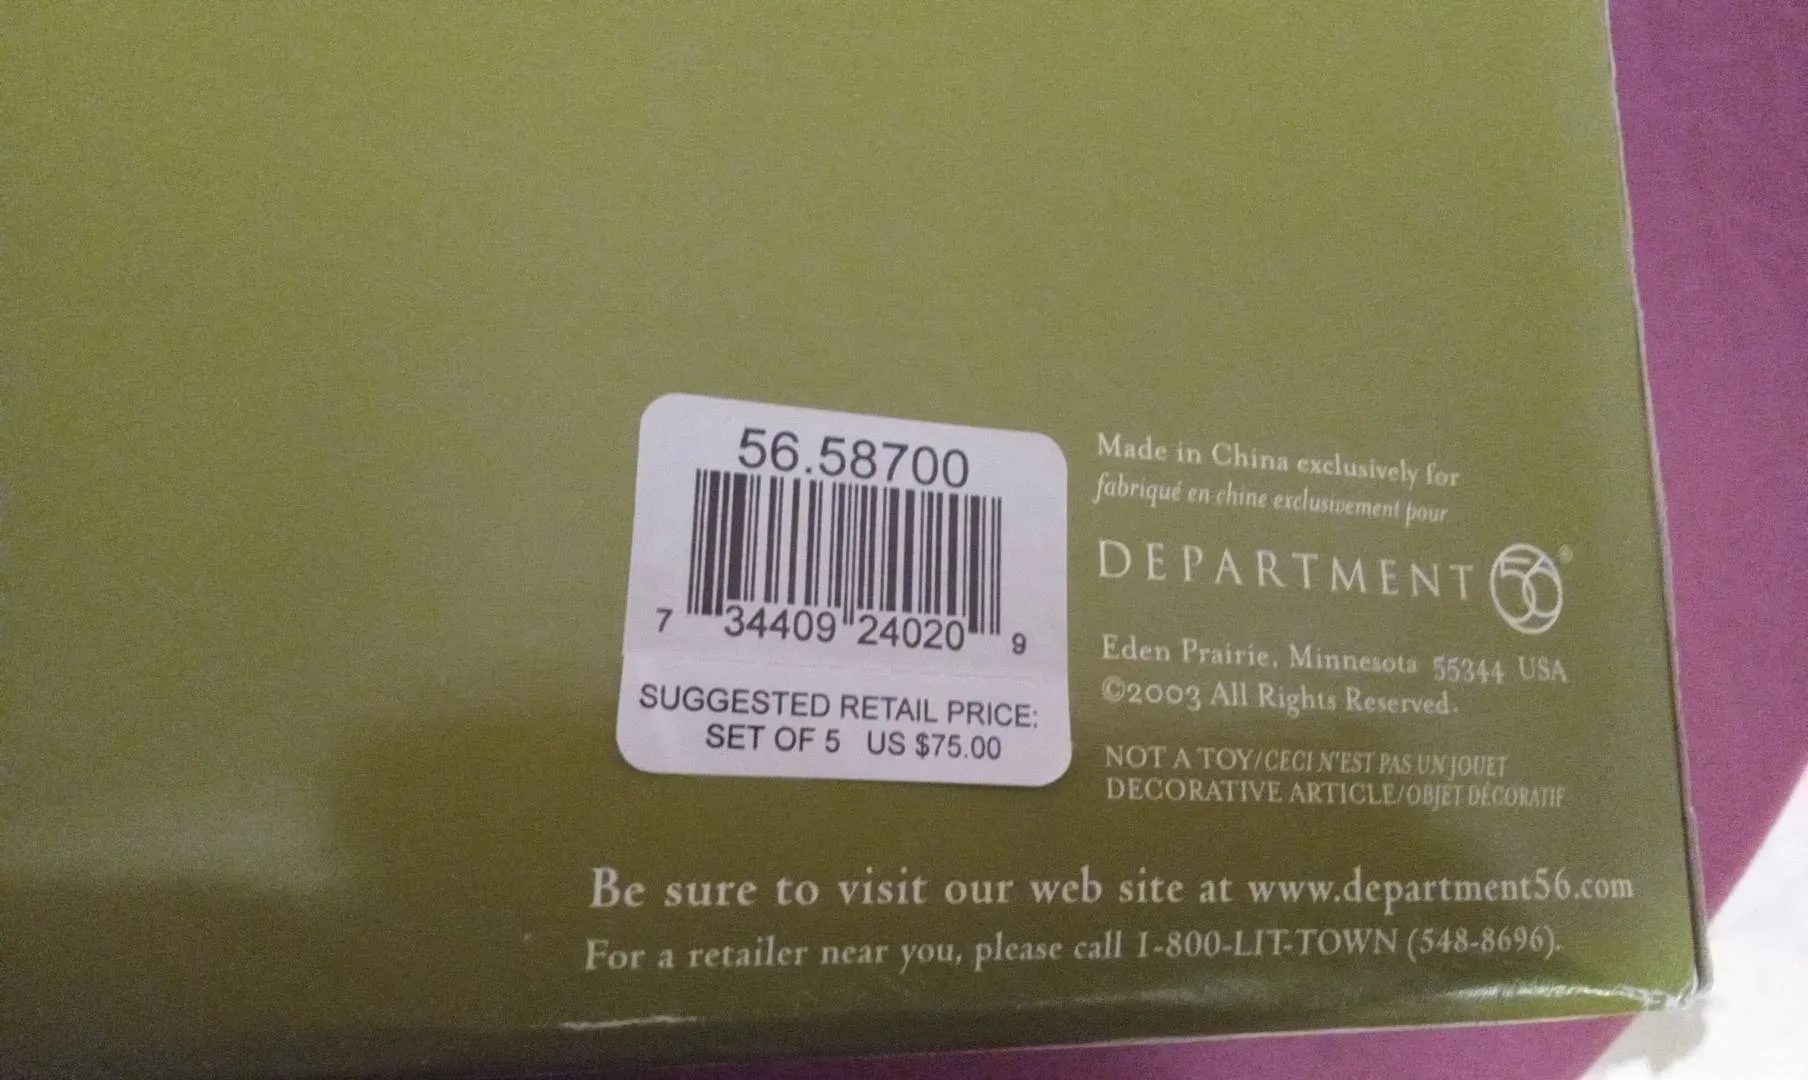 56.58700
7 34409 24020 9
SUGGESTED RETAIL PRICE:
SET OF 5 US $75.00
Made in China exclusively for
fabriqué en chine exclusivement pour
DEPARTMENT 56®
Eden Prairie, Minnesota 55344 USA
©2003 All Rights Reserved.
NOT A TOY/CECI N'EST PAS UN JOUET
DECORATIVE ARTICLE/OBJET DÉCORATIF
Be sure to visit our web site at www.department56.com
For a retailer near you, please call 1-800-LIT-TOWN (548-8696).